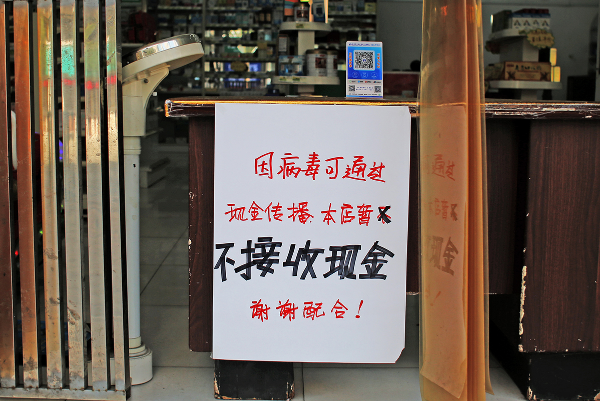 因病毒可通过
现金传播.本店暂
不接收现金
谢谢配合！